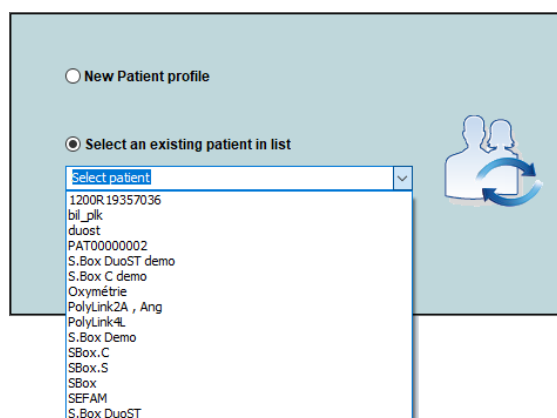 New Patient profile
Select an existing patient in list
Select patient
1200R19357036
bil_plk
duost
PAT00000002
S.Box DuoST demo
S.Box C demo
Oxymétrie
PolyLink2A , Ang
PolyLink4L
S.Box Demo
SBox.C
SBox.S
SBox
SEFAM
S.Box DuoST